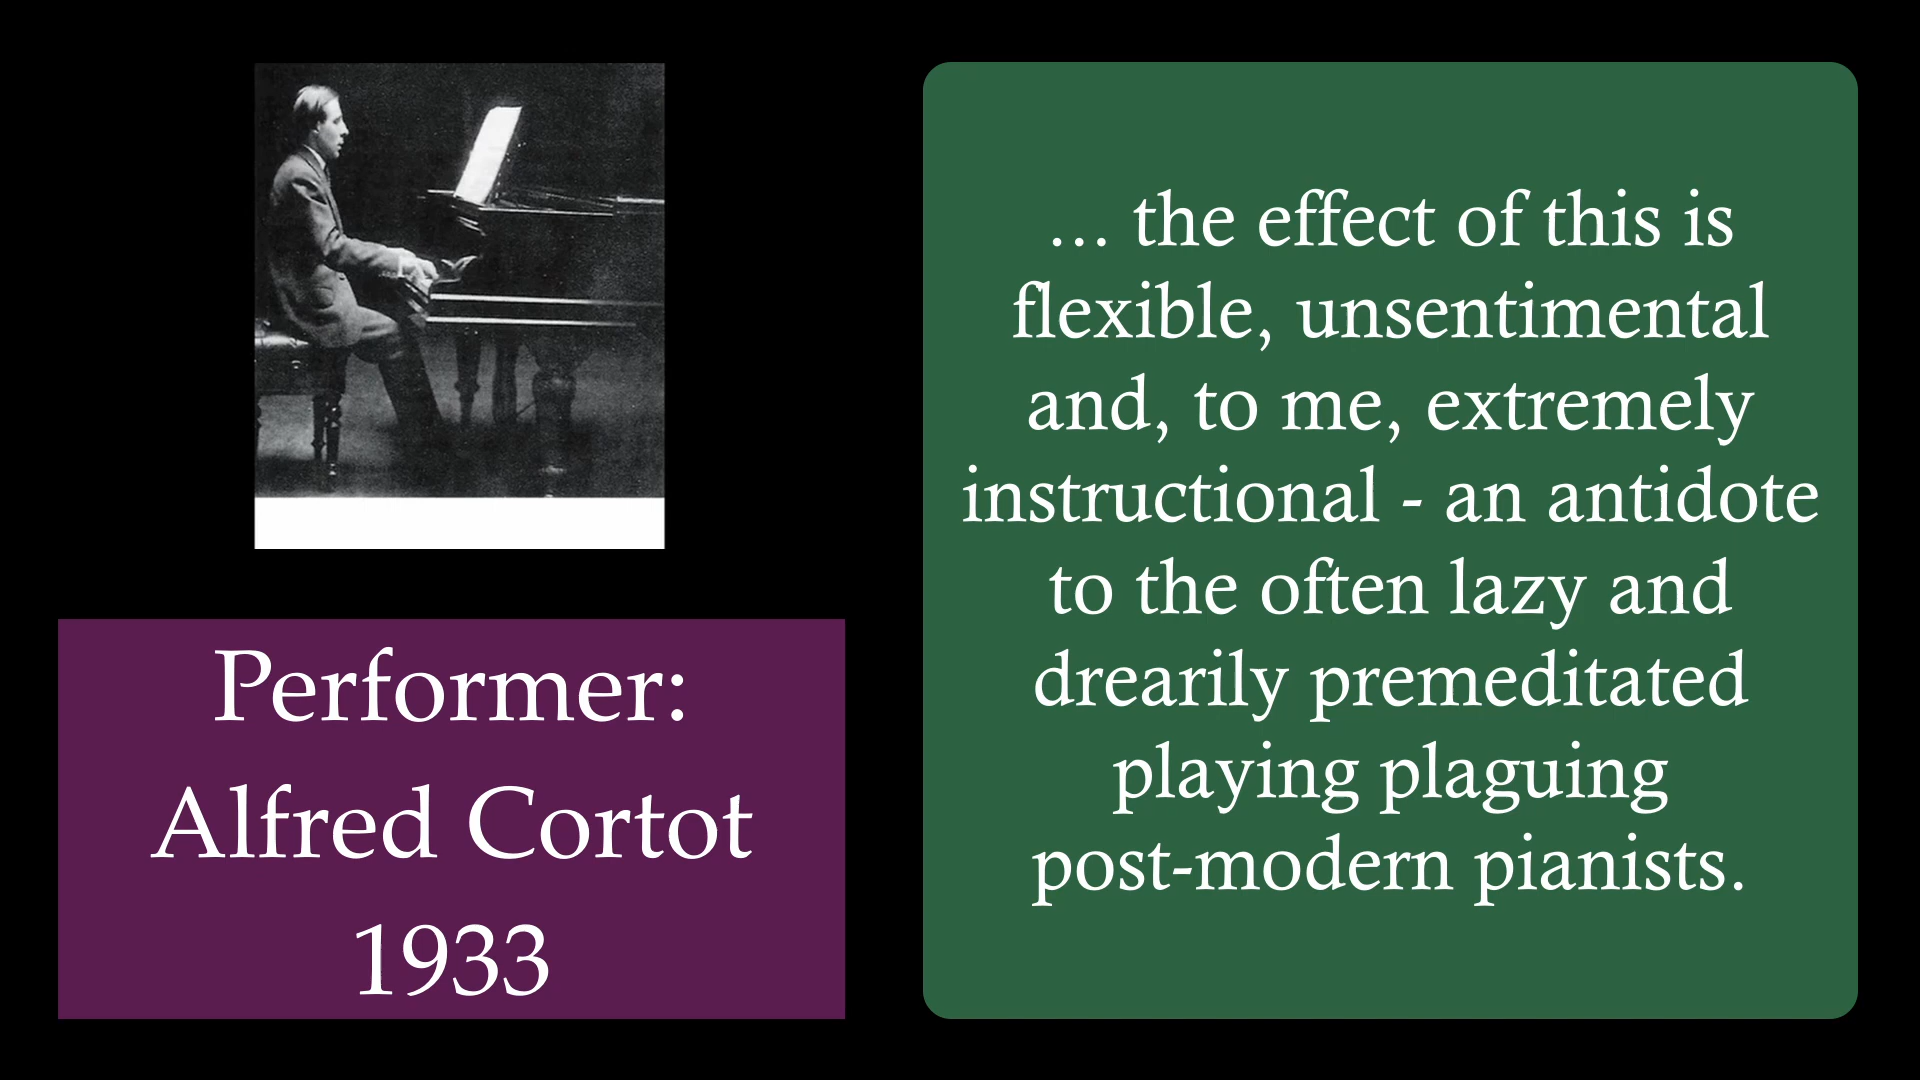 Performer:
Alfred Cortot
1933
... the effect of this is
flexible, unsentimental
and, to me, extremely
instructional - an antidote
to the often lazy and
drearily premeditated
playing plaguing
post-modern pianists.